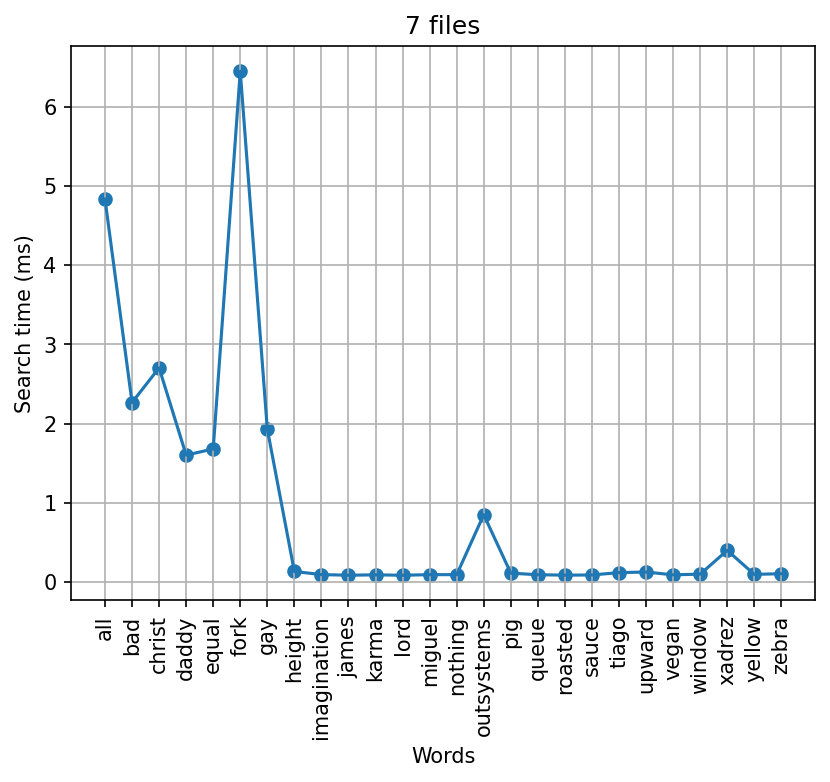 7 files
Search time (ms)
6
5
4
3
2
1
0
all bad christ daddy equal fork gay height imagination james karma lord miguel nothing outsystems pig queue roasted sauce tiago upward vegan window xadrez yellow zebra
Words